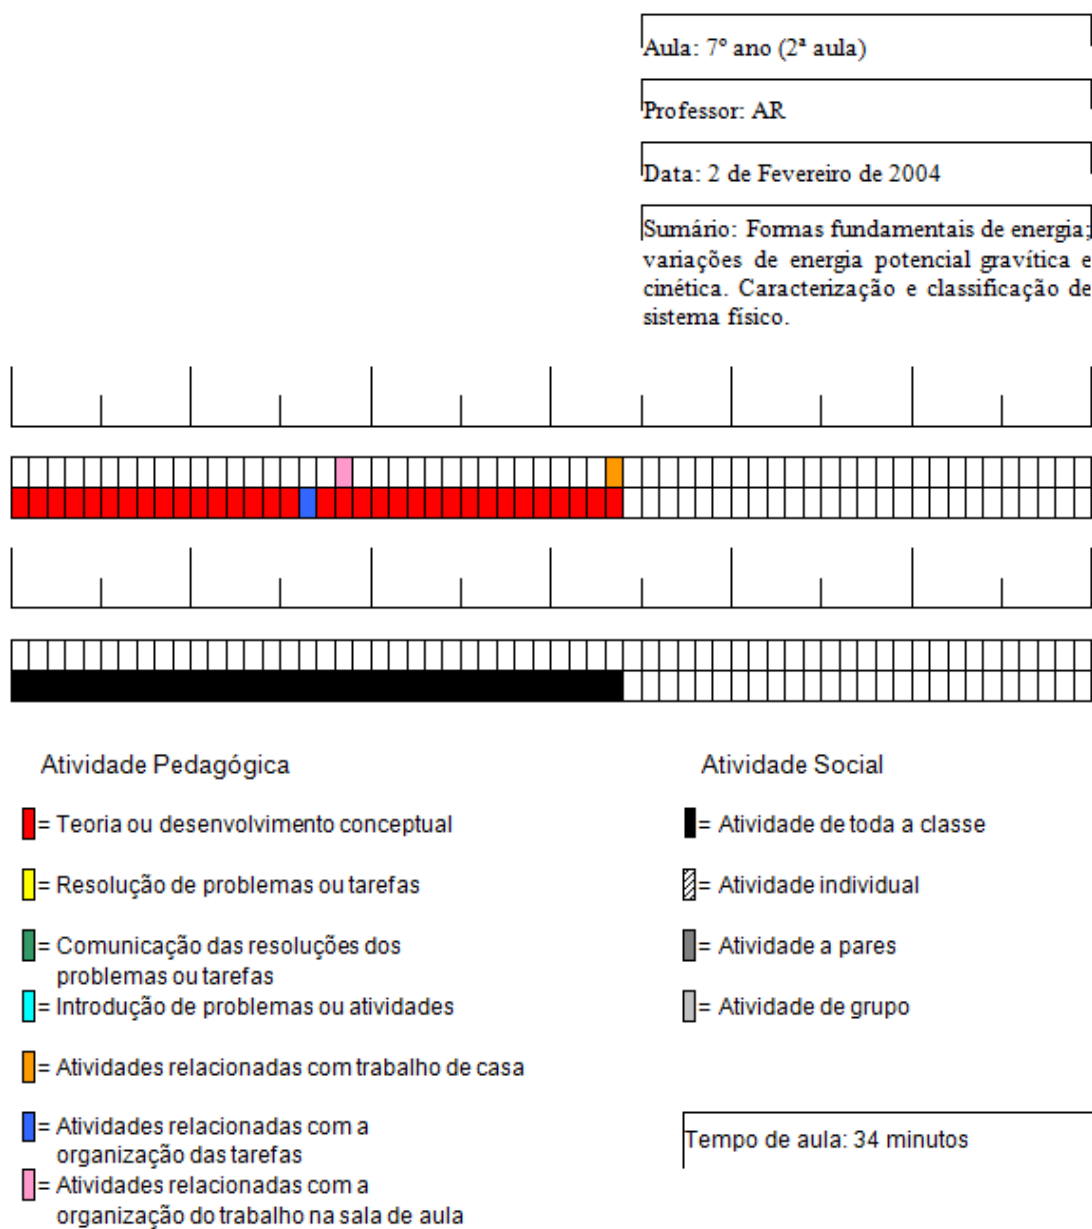 Aula: 7º ano (2ª aula)
Professor: AR
Data: 2 de Fevereiro de 2004
Sumário: Formas fundamentais de energia;
variações de energia potencial gravítica e
cinética. Caracterização e classificação de
sistema físico.
Atividade Pedagógica
= Teoria ou desenvolvimento conceptual
= Resolução de problemas ou tarefas
= Comunicação das resoluções dos
problemas ou tarefas
= Introdução de problemas ou atividades
= Atividades relacionadas com trabalho de casa
= Atividades relacionadas com a
organização das tarefas
= Atividades relacionadas com a
organização do trabalho na sala de aula
Atividade Social
= Atividade de toda a classe
= Atividade individual
= Atividade a pares
= Atividade de grupo
Tempo de aula: 34 minutos